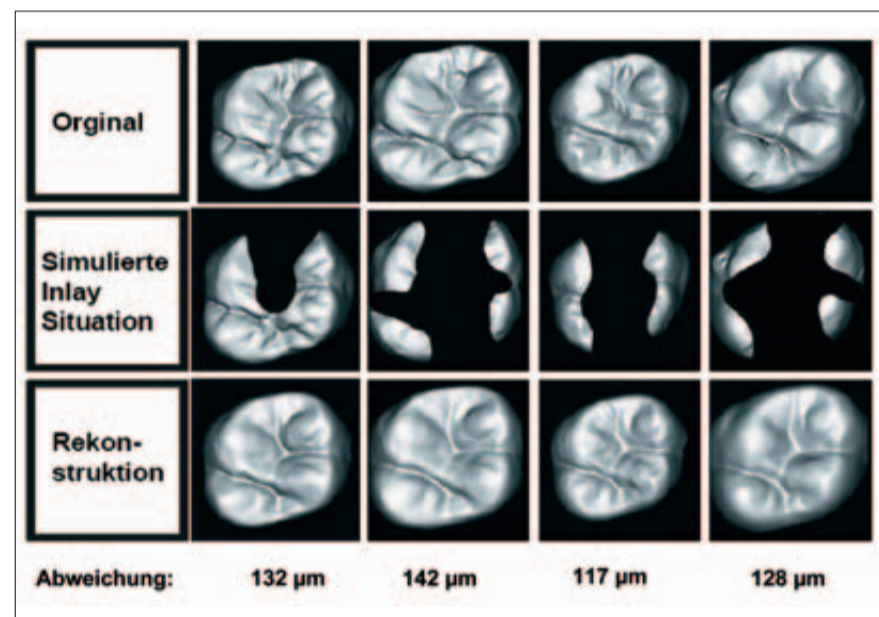 Orginal
Simulierte
Inlay
Situation
Rekon-
struktion
Abweichung: 132 µm 142 µm 117 µm 128 µm